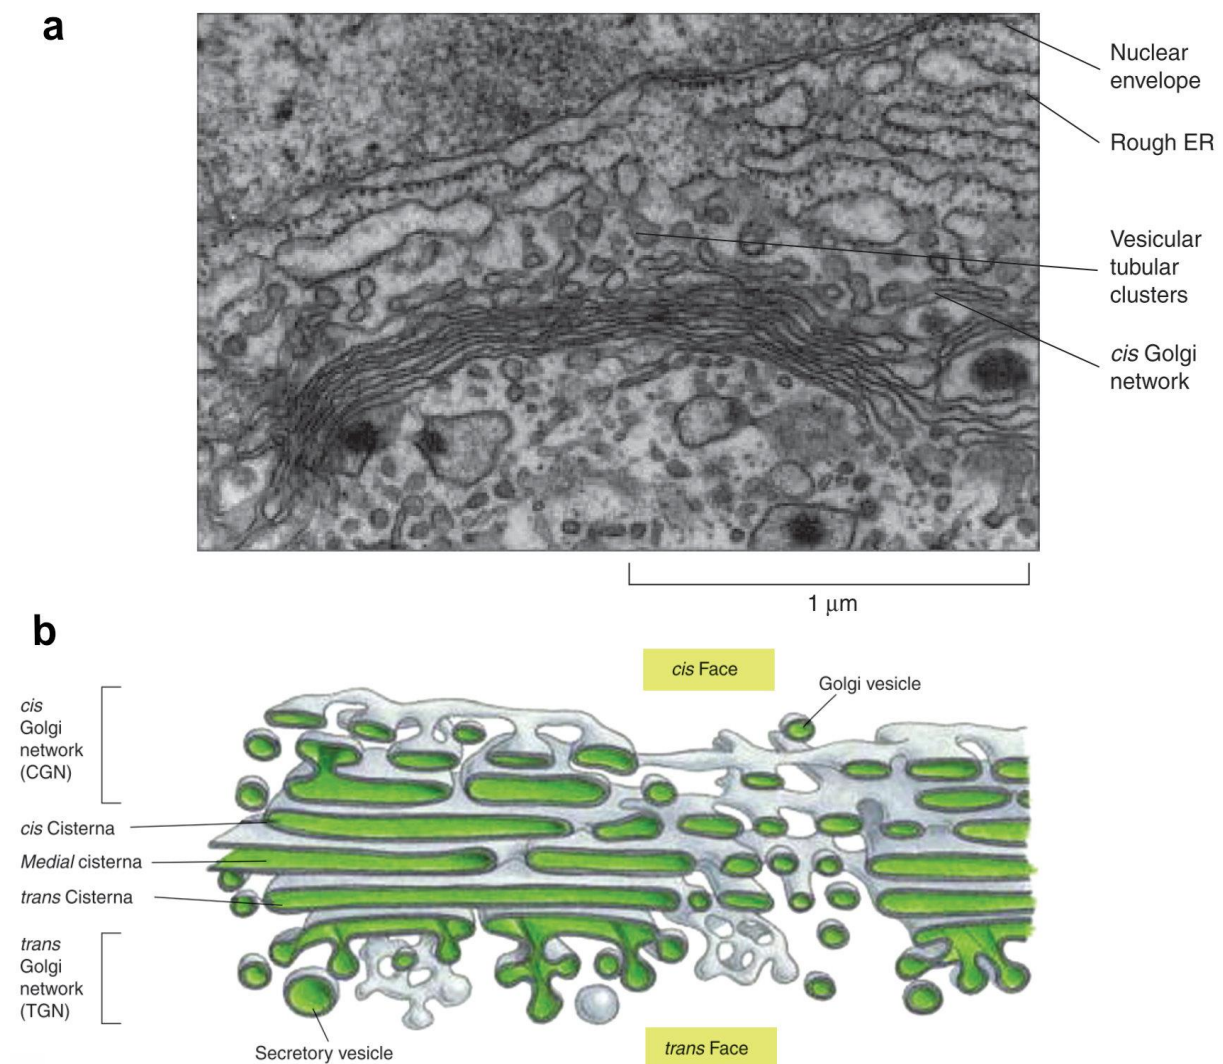 a
Nuclear
envelope
Rough ER
Vesicular
tubular
clusters
cis Golgi
network
1 μm
b
cis Face
Golgi vesicle
cis
Golgi
network
(CGN)
cis Cisterna
Medial cisterna
trans Cisterna
trans
Golgi
network
(TGN)
Secretory vesicle
trans Face